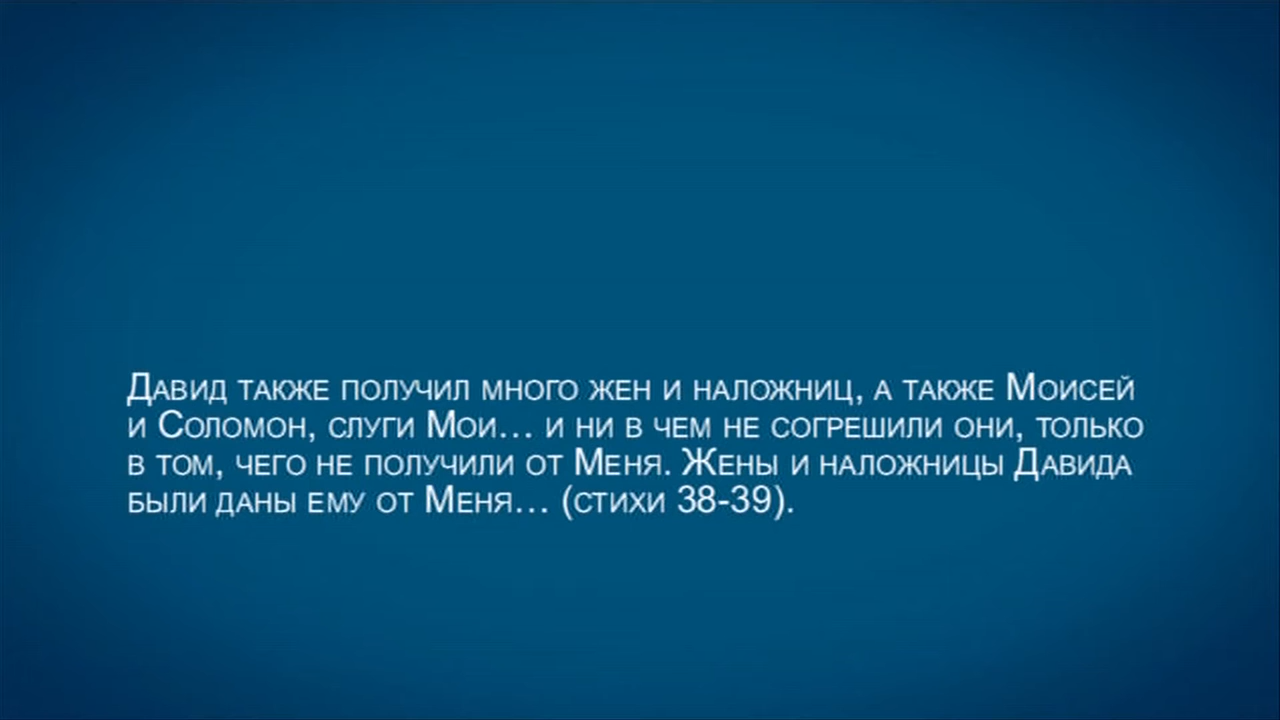 Давид также получил много жен и наложниц, а также Моисей
и Соломон, слуги Мои... и ни в чем не согрешили они, только
в том, чего не получили от Меня. Жены и наложницы Давида
были даны ему от Меня... (стихи 38-39).